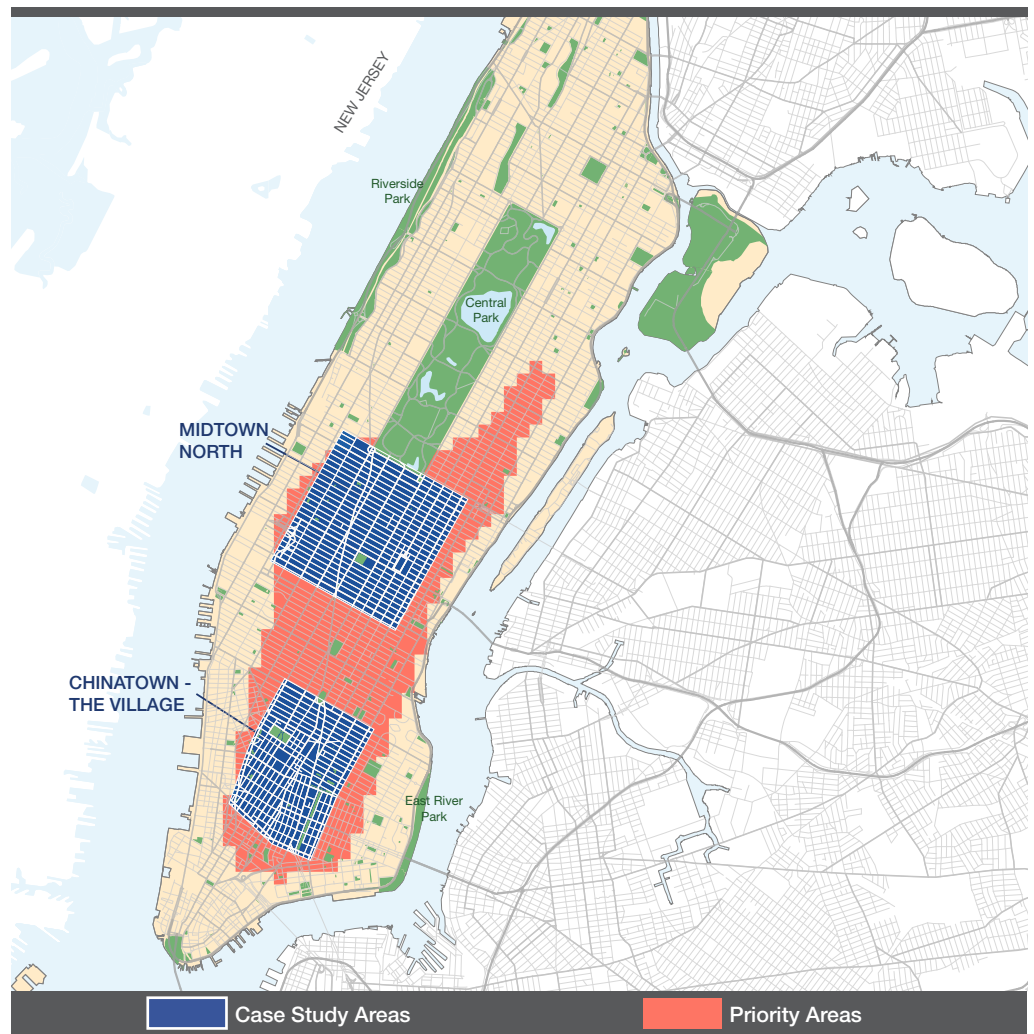 NEW JERSEY
Riverside
Park
Central
Park
MIDTOWN
NORTH
CHINATOWN -
THE VILLAGE
East River
Park
Case Study Areas
Priority Areas